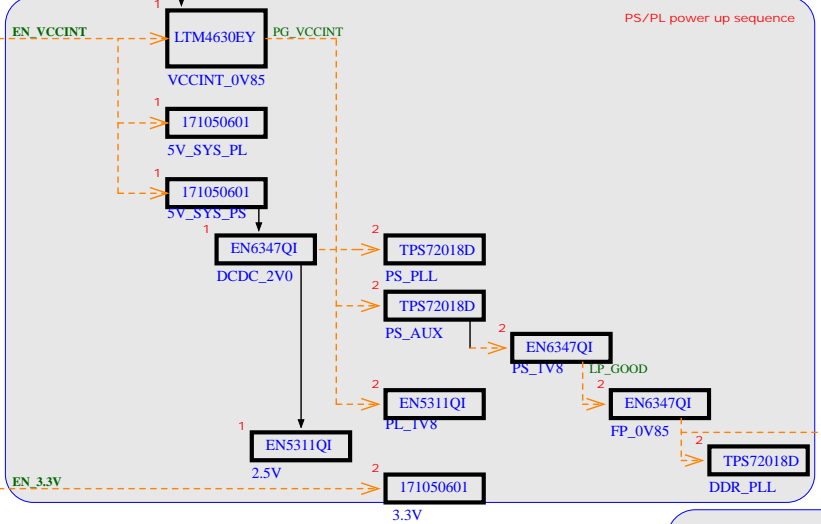 1
PS/PL power up sequence
EN_VCCINT
LTM4630EY
PG_VCCINT
VCCINT_0V85
1
171050601
5V_SYS_PL
1
171050601
5V_SYS_PS
1
EN6347QI
DCDC_2V0
2
TPS72018D
PS_PLL
2
TPS72018D
PS_AUX
2
EN6347QI
PS_1V8
LP_GOOD
2
EN5311QI
PL_1V8
2
EN6347QI
FP_0V85
1
EN5311QI
2.5V
2
TPS72018D
DDR_PLL
EN_3.3V
2
171050601
3.3V